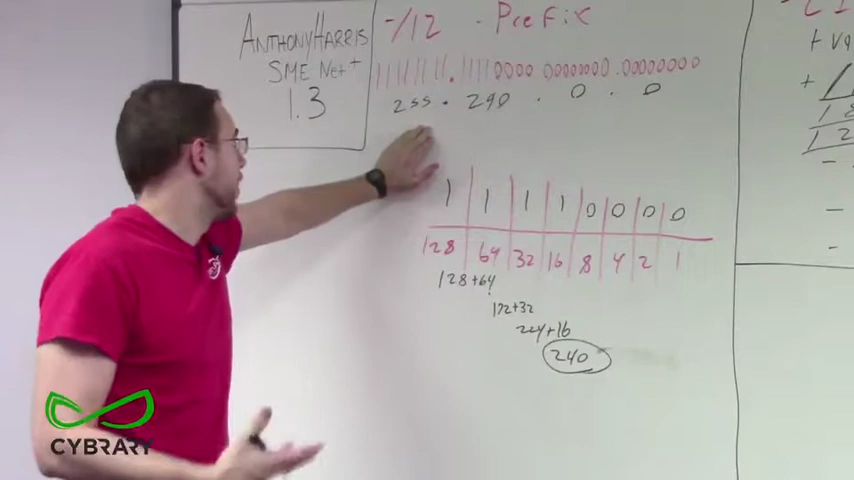 ANTHONY HARRIS
SME Net+
1.3
-/12 - PreFix
11111111.11110000.00000000.00000000
255.240.0.0
1 1 1 1 0 0 0 0
128 64 32 16 8 4 2 1
128+64
192+32
224+16
240
CYBRARY